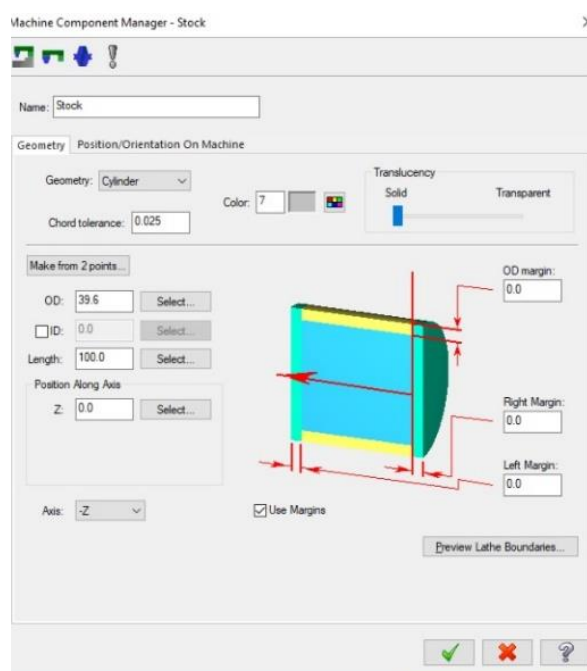 Machine Component Manager - Stock
Name: Stock
Geometry Position/Orientation On Machine
Geometry: Cylinder
Chord tolerance: 0.025
Color: 7
Translucency
Solid Transparent
Make from 2 points...
OD: 39.6 Select...
ID: 0.0 Select...
Length: 100.0 Select...
Position Along Axis
Z: 0.0 Select...
Axis: -Z
Use Margins
OD margin:
0.0
Right Margin:
0.0
Left Margin:
0.0
Preview Lathe Boundaries...